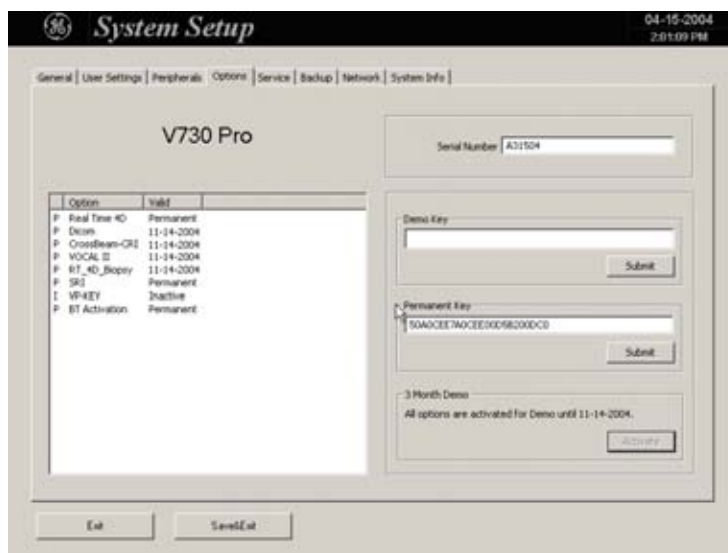 System Setup
04-15-2004
2:01:09 PM
General User Settings Peripherals Options Service Backup Network System Info
V730 Pro
Serial Number A31504
Option Valid
P Real Time 4D Permanent
P Dicom 11-14-2004
P CrossBeam-CRI 11-14-2004
P VOCAL II 11-14-2004
P RT_4D_Biopsy 11-14-2004
P SRI Permanent
I VP-KEY Inactive
P BT Activation Permanent
Demo Key
Submit
Permanent Key
Submit
3 Month Demo
All options are activated for Demo until 11-14-2004.
Activate
Exit Save&Exit